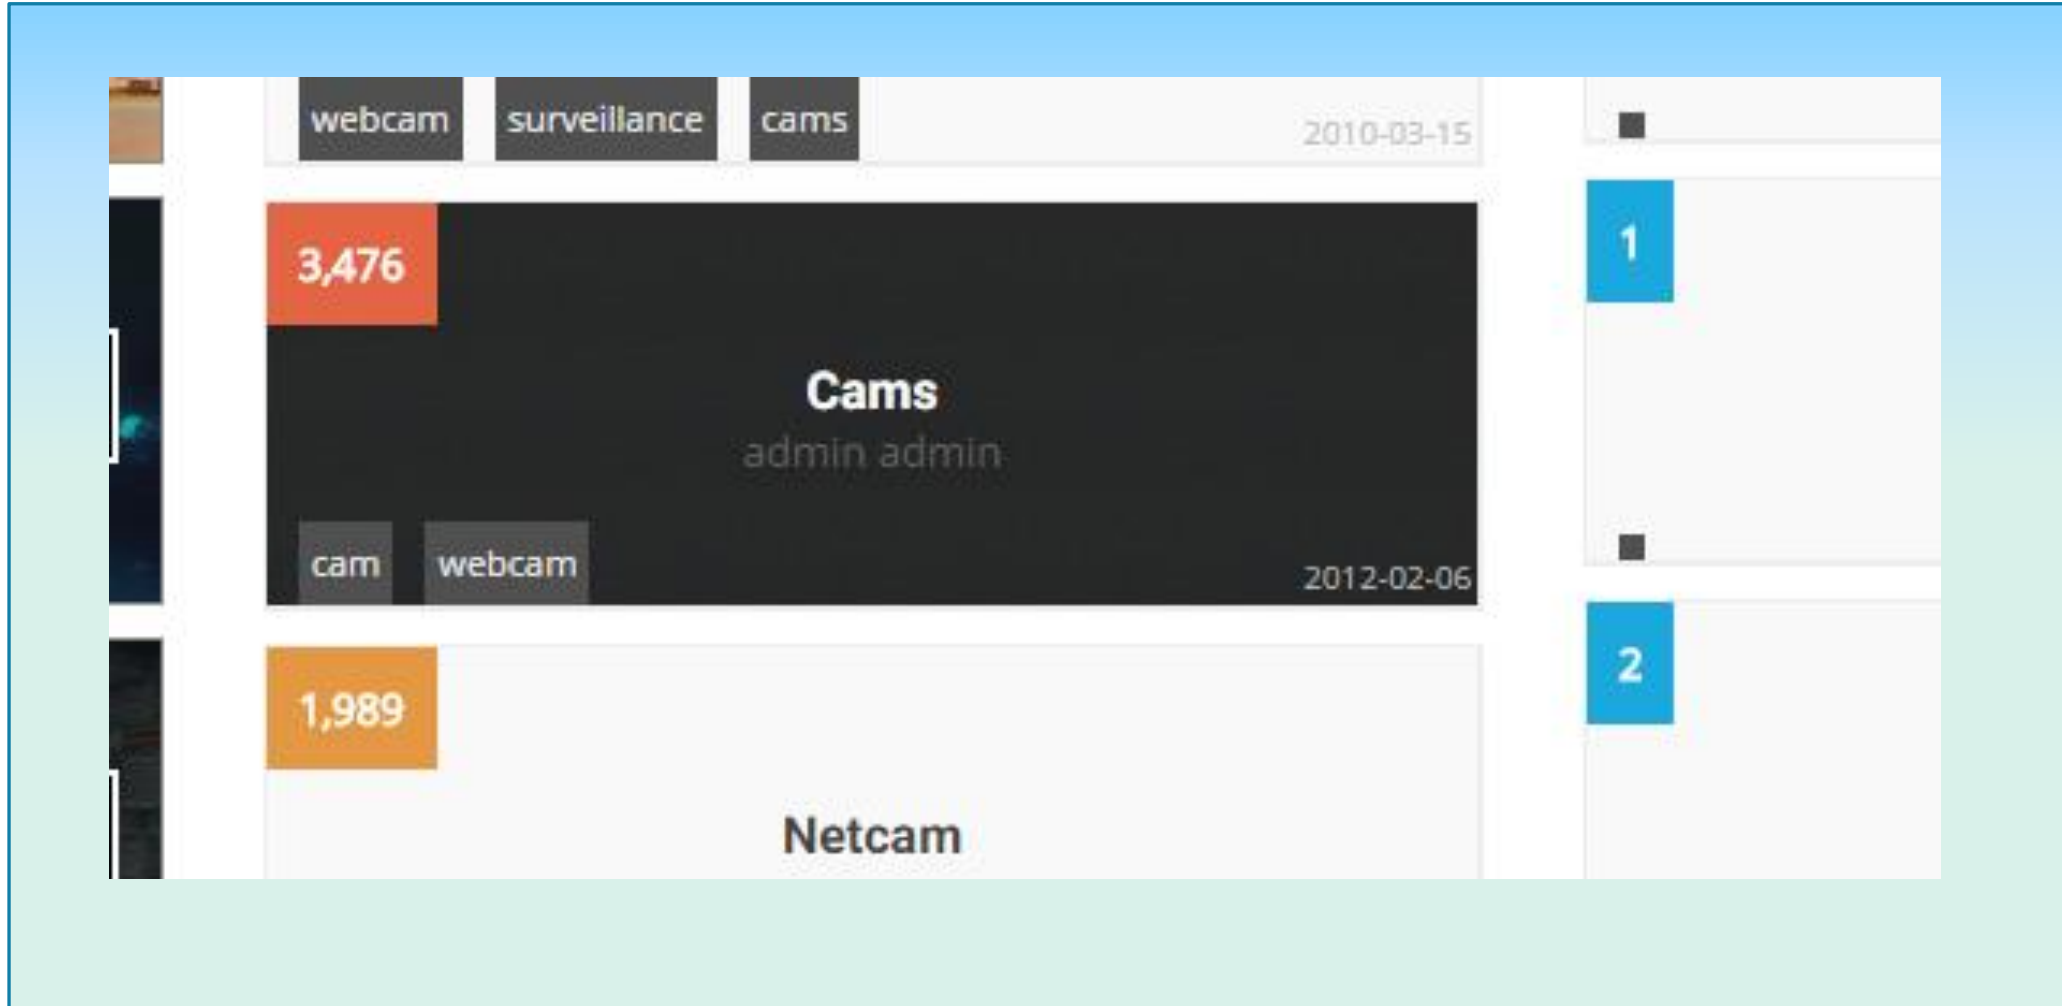 webcam surveillance cams
2010-03-15
3,476
Cams
admin admin
cam webcam
2012-02-06
1,989
Netcam
1
2